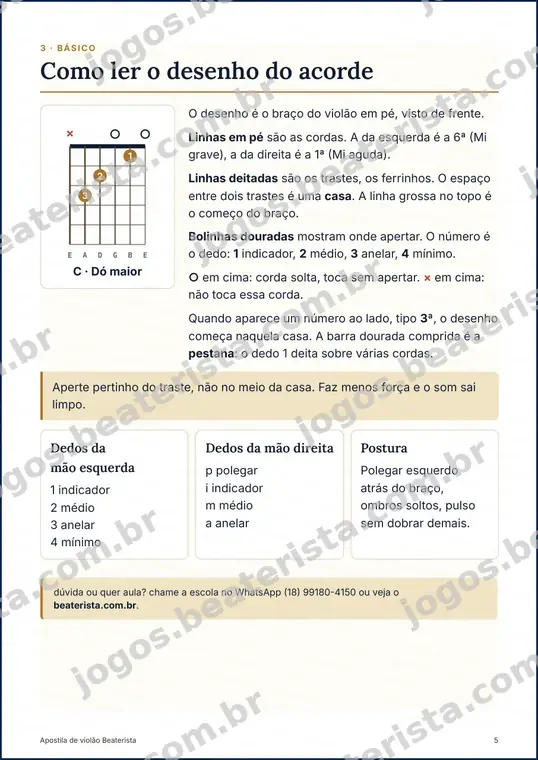 3 · BÁSICO
Como ler o desenho do acorde
×
1
2
3
E A D G B E
C · Dó maior
O desenho é o braço do violão em pé, visto de frente.
Linhas em pé são as cordas. A da esquerda é a 6ª (Mi
grave), a da direita é a 1ª (Mi aguda).
Linhas deitadas são os trastes, os ferrinhos. O espaço
entre dois trastes é uma casa. A linha grossa no topo é
o começo do braço.
Bolinhas douradas mostram onde apertar. O número é
o dedo: 1 indicador, 2 médio, 3 anelar, 4 mínimo.
O em cima: corda solta, toca sem apertar. × em cima:
não toca essa corda.
Quando aparece um número ao lado, tipo 3ª, o desenho
começa naquela casa. A barra dourada comprida é a
pestana: o dedo 1 deita sobre várias cordas.
Aperte pertinho do traste, não no meio da casa. Faz menos força e o som sai
limpo.
Dedos da
mão esquerda
1 indicador
2 médio
3 anelar
4 mínimo
Dedos da mão direita
p polegar
i indicador
m médio
a anelar
Postura
Polegar esquerdo
atrás do braço,
ombros soltos, pulso
sem dobrar demais.
dúvida ou quer aula? chame a escola no WhatsApp (18) 99180-4150 ou veja o
beaterista.com.br.
Apostila de violão Beaterista
5
jogos.beaterista.com.br